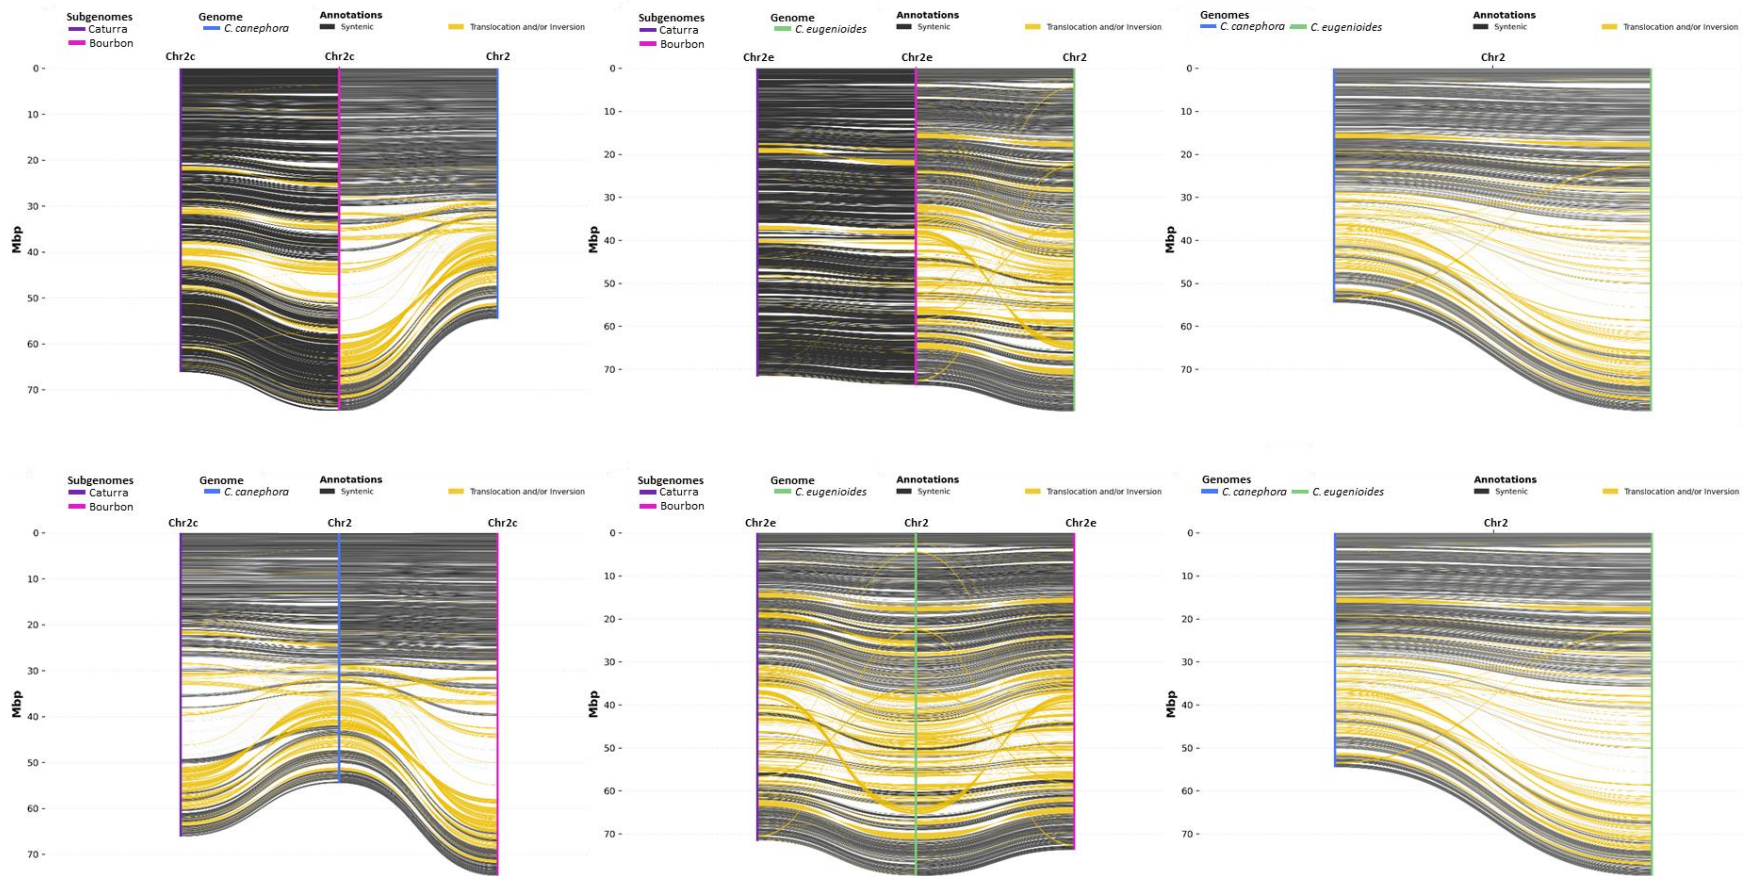 Subgenomes
Caturra
Bourbon
Genome
C. canephora
Annotations
Syntenic
Translocation and/or Inversion
Chr2c
Chr2c
Chr2
Mbp
0
10
20
30
40
50
60
70
Subgenomes
Caturra
Bourbon
Genome
C. eugenioides
Annotations
Syntenic
Translocation and/or Inversion
Chr2e
Chr2e
Chr2
Mbp
0
10
20
30
40
50
60
70
Genomes
C. canephora
C. eugenioides
Annotations
Syntenic
Translocation and/or Inversion
Chr2
Mbp
0
10
20
30
40
50
60
70
Subgenomes
Caturra
Bourbon
Genome
C. canephora
Annotations
Syntenic
Translocation and/or Inversion
Chr2c
Chr2
Chr2c
Mbp
0
10
20
30
40
50
60
70
Subgenomes
Caturra
Bourbon
Genome
C. eugenioides
Annotations
Syntenic
Translocation and/or Inversion
Chr2e
Chr2
Chr2e
Mbp
0
10
20
30
40
50
60
70
Genomes
C. canephora
C. eugenioides
Annotations
Syntenic
Translocation and/or Inversion
Chr2
Mbp
0
10
20
30
40
50
60
70